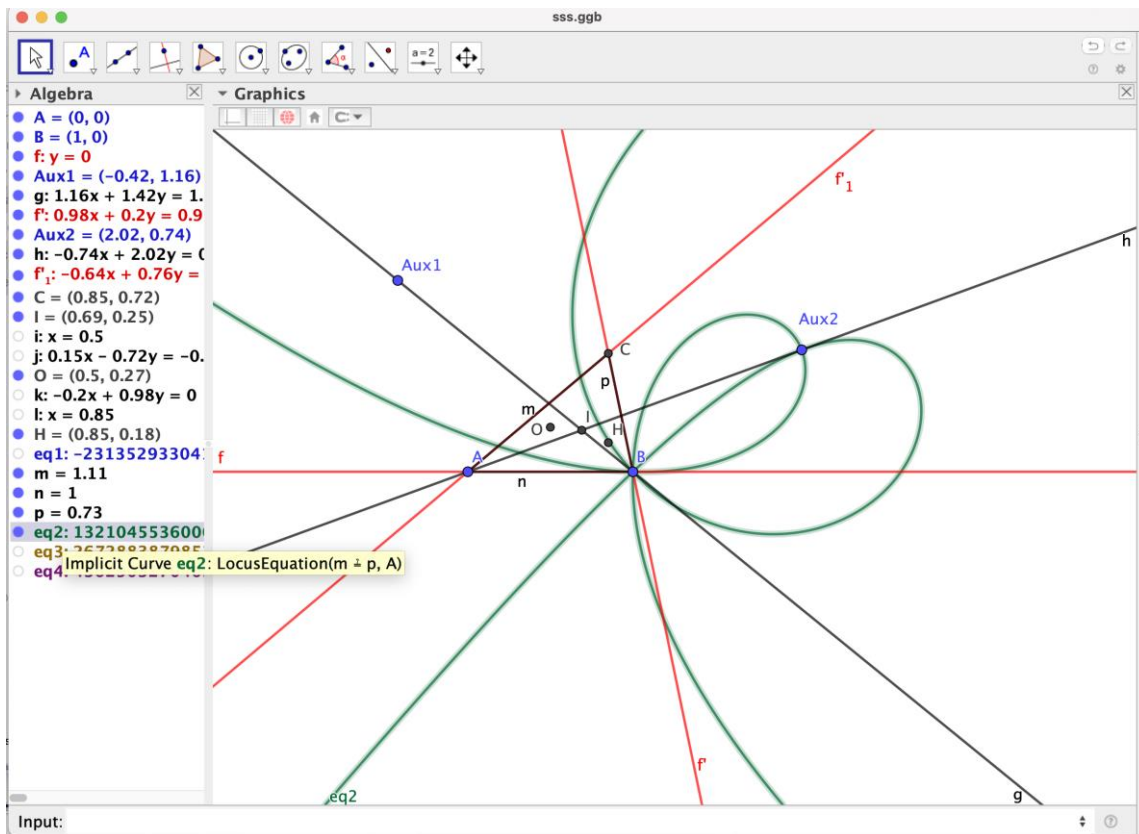 sss.ggb
A
a=2
Algebra
Graphics
A = (0, 0)
B = (1, 0)
f: y = 0
Aux1 = (-0.42, 1.16)
g: 1.16x + 1.42y = 1.
f': 0.98x + 0.2y = 0.9
Aux2 = (2.02, 0.74)
h: -0.74x + 2.02y = 0
f'₁: -0.64x + 0.76y =
C = (0.85, 0.72)
I = (0.69, 0.25)
i: x = 0.5
j: 0.15x - 0.72y = -0.
O = (0.5, 0.27)
k: -0.2x + 0.98y = 0
l: x = 0.85
H = (0.85, 0.18)
m = 1.11
n = 1
p = 0.73
eq3:
eq4:
Implicit Curve eq2: LocusEquation(m ≟ p, A)
f'₁
h
Aux1
Aux2
C
p
m
I
O
H
f
A
B
n
f'
eq2
g
Input: